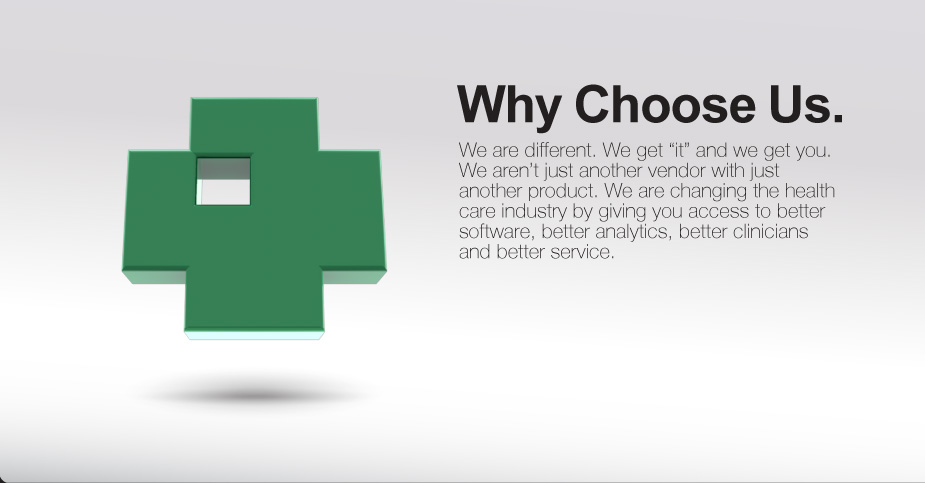 Why Choose Us.
We are different. We get “it” and we get you.
We aren’t just another vendor with just
another product. We are changing the health
care industry by giving you access to better
software, better analytics, better clinicians
and better service.